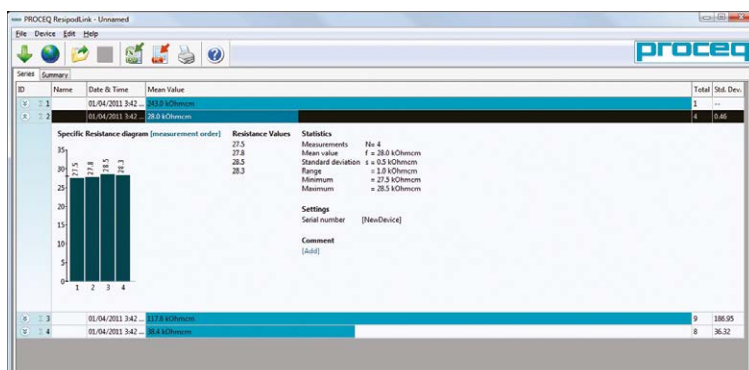 PROCEQ ResipodLink - Unnamed
File Device Edit Help
proceq
Series Summary
ID Name Date & Time Mean Value Total Std. Dev.
1 01/04/2011 3:42 ... 243.0 kOhmcm 1 --
2 01/04/2011 3:42 ... 28.0 kOhmcm 4 0.46
Specific Resistance diagram [measurement order] Resistance Values Statistics
27.5 Measurements N= 4
27.8 Mean value f = 28.0 kOhmcm
28.5 Standard deviation s = 0.5 kOhmcm
28.3 Range = 1.0 kOhmcm
Minimum = 27.5 kOhmcm
Maximum = 28.5 kOhmcm
Settings
Serial number [NewDevice]
Comment
[Add]
35
30
25
20
15
10
5
0
27.5 27.8 28.5 28.3
1 2 3 4
3 01/04/2011 3:42 ... 117.6 kOhmcm 9 186.95
4 01/04/2011 3:42 ... 38.4 kOhmcm 8 36.32